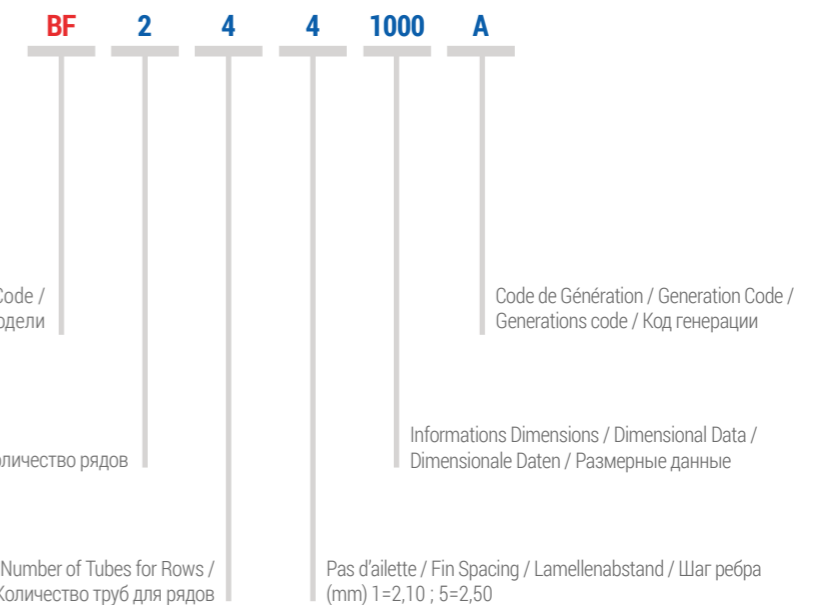 BF 2 4 4 1000 A
Code /
Code de Génération / Generation Code /
Generations code / Код генерации
Informations Dimensions / Dimensional Data /
рядов Dimensionale Daten / Размерные данные
Number of Tubes for Rows / Pas d'ailette / Fin Spacing / Lamellenabstand / Шаг ребра
Количество труб для рядов (mm) 1=2,10 ; 5=2,50